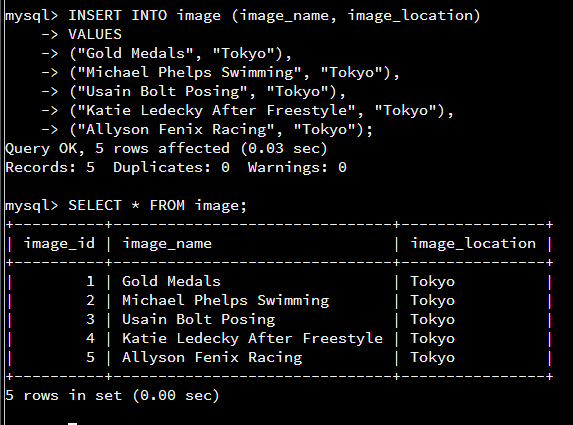 mysql> INSERT INTO image (image_name, image_location)
    -> VALUES
    -> ("Gold Medals", "Tokyo"),
    -> ("Michael Phelps Swimming", "Tokyo"),
    -> ("Usain Bolt Posing", "Tokyo"),
    -> ("Katie Ledecky After Freestyle", "Tokyo"),
    -> ("Allyson Fenix Racing", "Tokyo");
Query OK, 5 rows affected (0.03 sec)
Records: 5  Duplicates: 0  Warnings: 0

mysql> SELECT * FROM image;
+----------+-------------------------------+----------------+
| image_id | image_name                    | image_location |
+----------+-------------------------------+----------------+
|        1 | Gold Medals                   | Tokyo          |
|        2 | Michael Phelps Swimming       | Tokyo          |
|        3 | Usain Bolt Posing             | Tokyo          |
|        4 | Katie Ledecky After Freestyle | Tokyo          |
|        5 | Allyson Fenix Racing          | Tokyo          |
+----------+-------------------------------+----------------+
5 rows in set (0.00 sec)